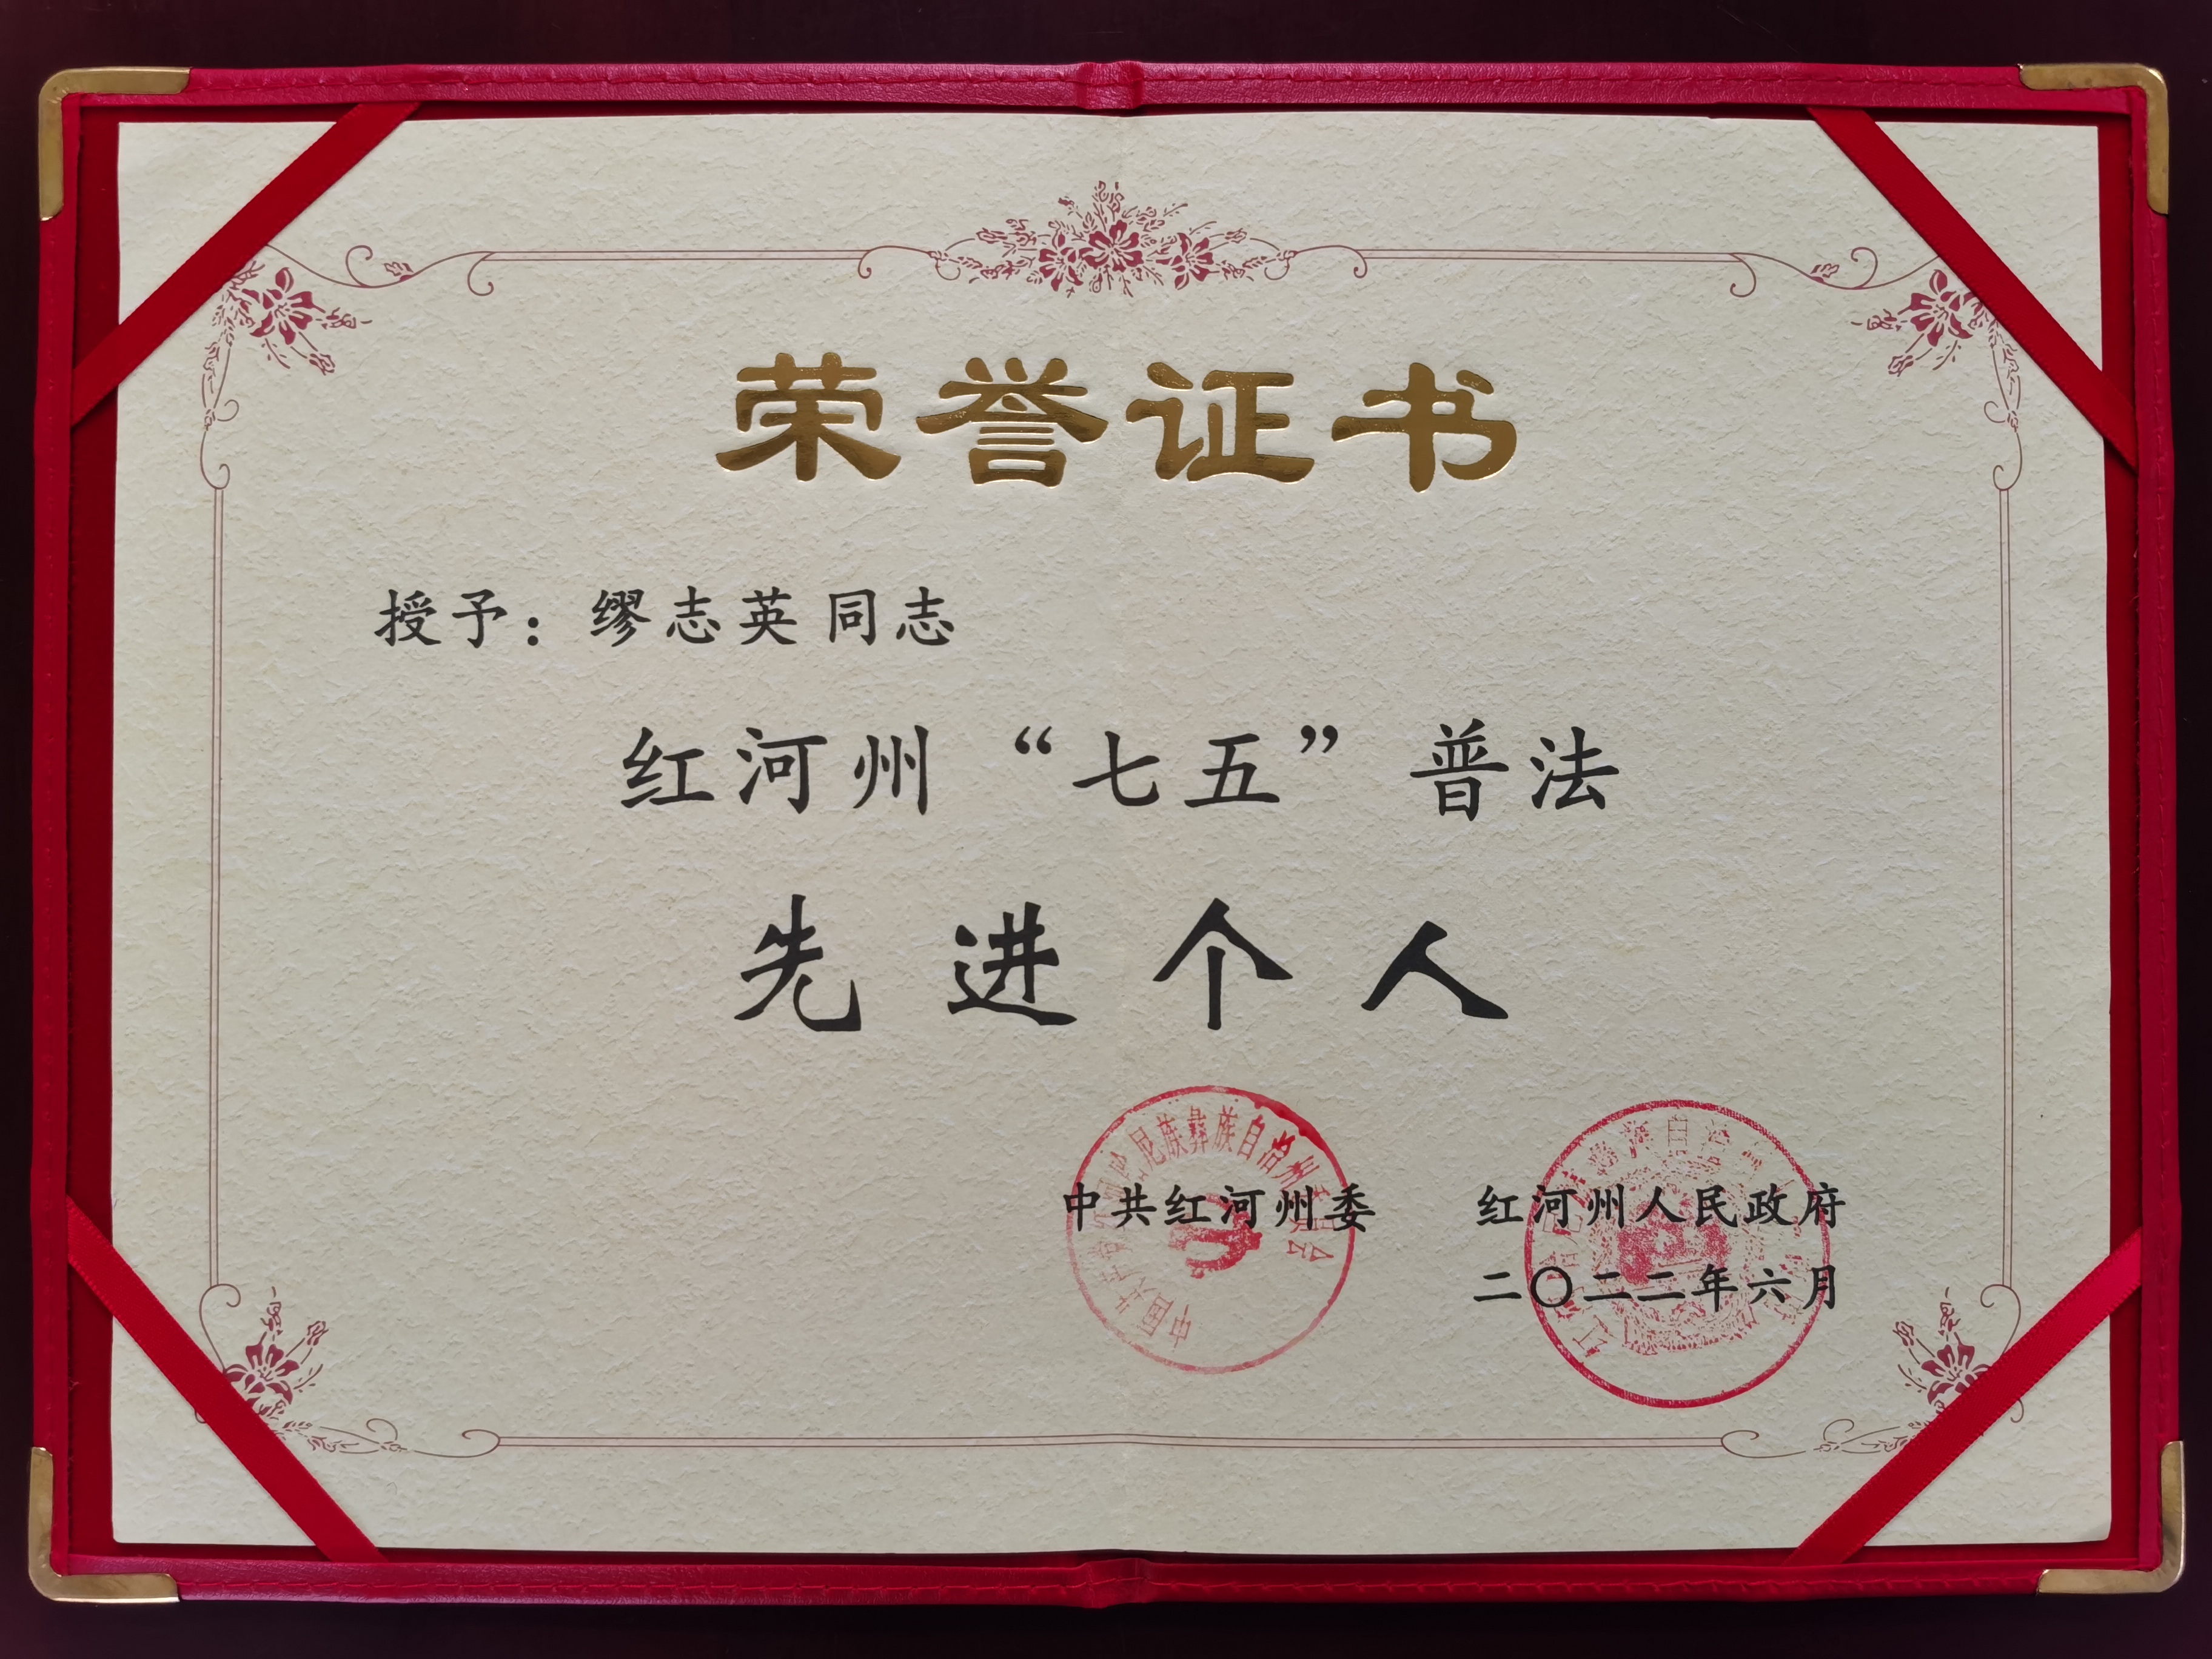 荣誉证书
授予：缪志英同志
红河州“七五”普法
先进个人
中共红河州委 红河州人民政府
二〇二二年六月